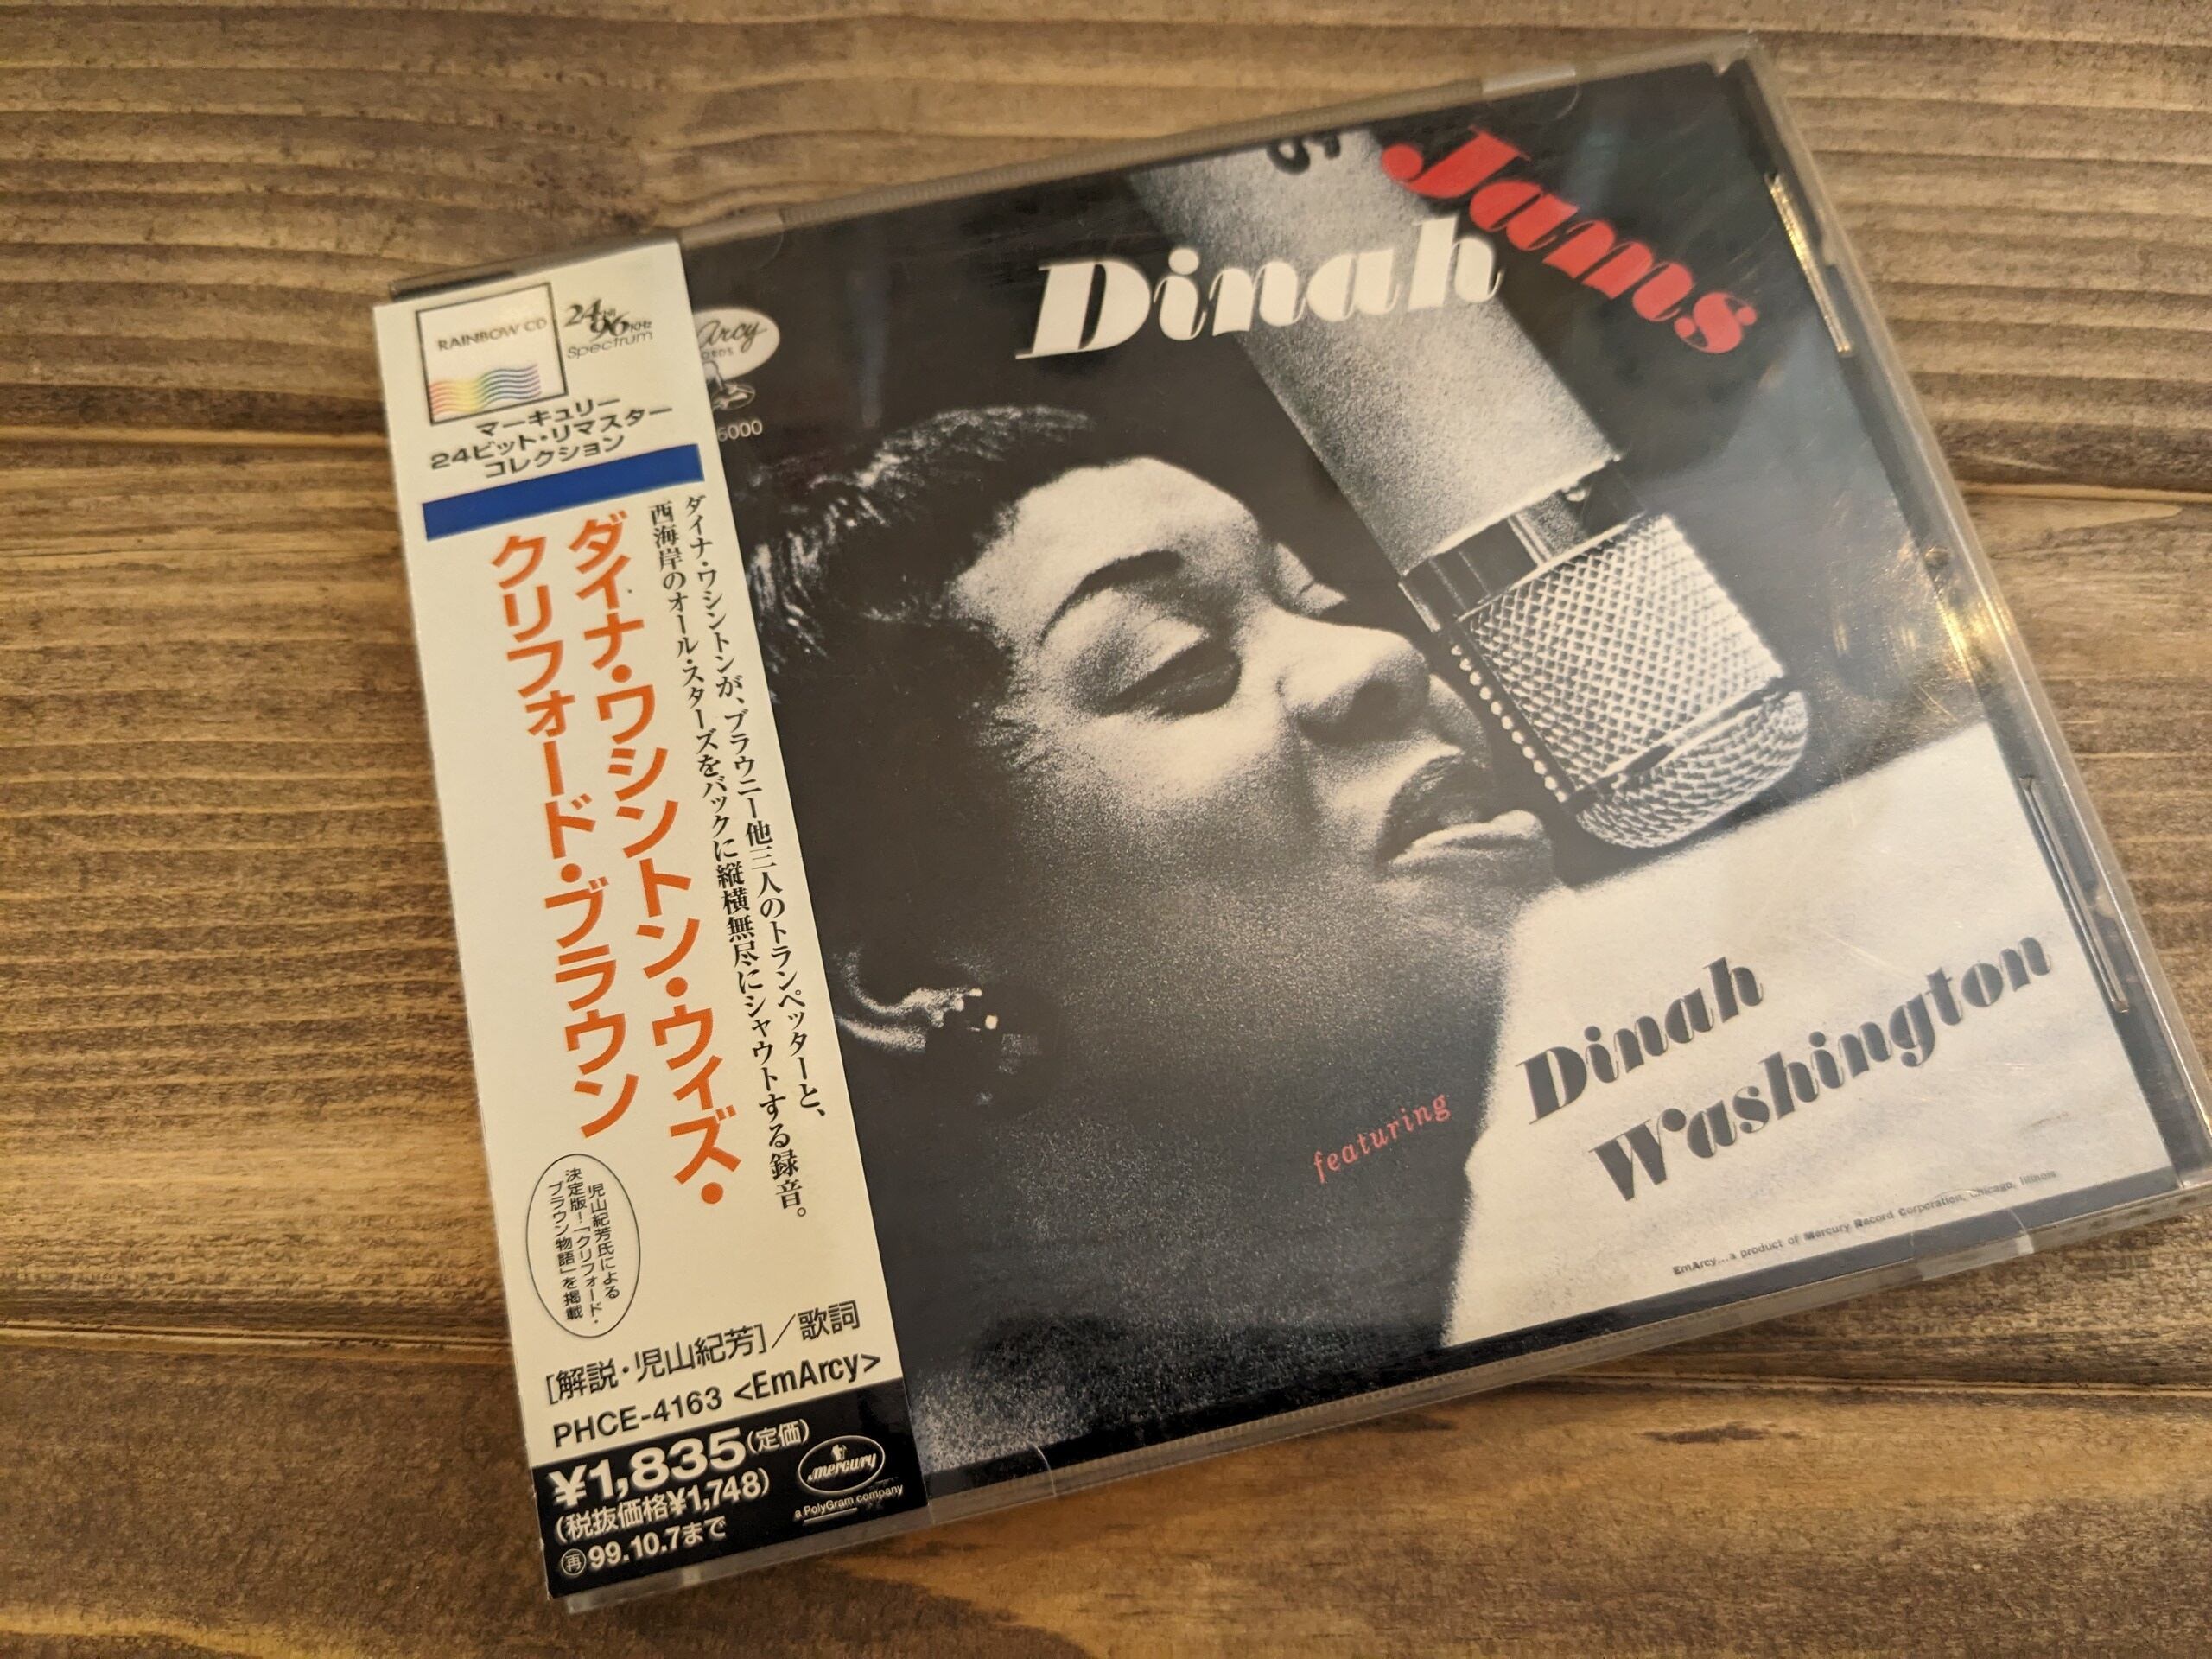 RAINBOW CD
24bit 96KHz
Spectrum
マーキュリー
24ビット・リマスター
コレクション
ダイナ・ワシントンが、ブラウニー他三人のトランペッターと、
西海岸のオール・スターズをバックに縦横無尽にシャウトする録音。
ダイナ・ワシントン・ウィズ・
クリフォード・ブラウン
児山紀芳氏による
決定版！「クリフォード・
ブラウン物語」を掲載
[解説・児山紀芳]／歌詞
PHCE-4163 <EmArcy>
¥1,835(定価)
(税抜価格¥1,748)
再 99.10.7まで
mercury
a PolyGram company
Arcy
6000
Dinah
Jams
featuring
Dinah
Washington
EmArcy...a product of Mercury Record Corporation, Chicago, Illinois